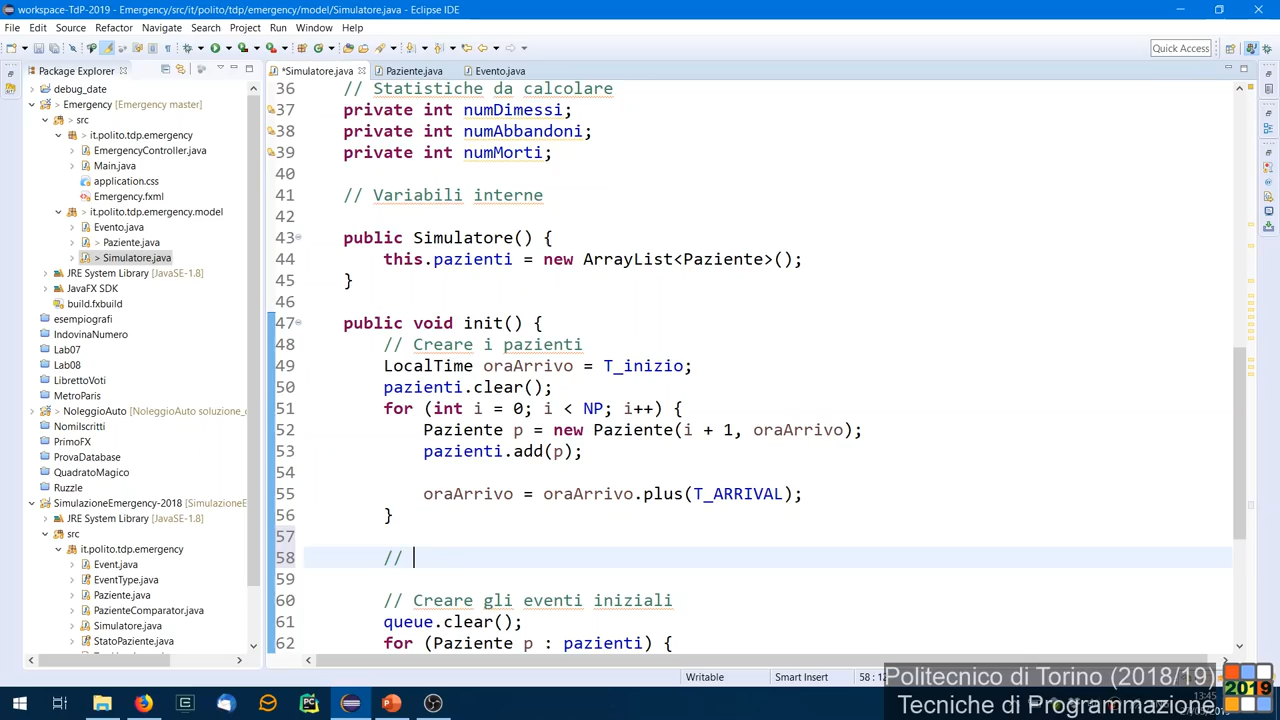 workspace-TdP-2019 - Emergency/src/it/polito/tdp/emergency/model/Simulatore.java - Eclipse IDE
File Edit Source Refactor Navigate Search Project Run Window Help
Quick Access
Package Explorer
*Simulatore.java Paziente.java Evento.java
debug_date
> Emergency [Emergency master]
> src
> it.polito.tdp.emergency
EmergencyController.java
> Main.java
application.css
Emergency.fxml
> it.polito.tdp.emergency.model
Evento.java
> Paziente.java
> Simulatore.java
JRE System Library [JavaSE-1.8]
JavaFX SDK
build.fxbuild
esempiografi
IndovinaNumero
Lab07
Lab08
LibrettoVoti
MetroParis
> NoleggioAuto [NoleggioAuto soluzione_
NomiIscritti
PrimoFX
ProvaDatabase
QuadratoMagico
Ruzzle
SimulazioneEmergency-2018 [SimulazioneE
JRE System Library [JavaSE-1.8]
src
it.polito.tdp.emergency
Event.java
EventType.java
Paziente.java
PazienteComparator.java
Simulatore.java
StatoPaziente.java
36 // Statistiche da calcolare
37 private int numDimessi;
38 private int numAbbandoni;
39 private int numMorti;
40
41 // Variabili interne
42
43 public Simulatore() {
44 this.pazienti = new ArrayList<Paziente>();
45 }
46
47 public void init() {
48 // Creare i pazienti
49 LocalTime oraArrivo = T_inizio;
50 pazienti.clear();
51 for (int i = 0; i < NP; i++) {
52 Paziente p = new Paziente(i + 1, oraArrivo);
53 pazienti.add(p);
54
55 oraArrivo = oraArrivo.plus(T_ARRIVAL);
56 }
57
58 //
59
60 // Creare gli eventi iniziali
61 queue.clear();
62 for (Paziente p : pazienti) {
Writable Smart Insert
Politecnico di Torino (2018/19)
Tecniche di Programmazione
2019
13:45